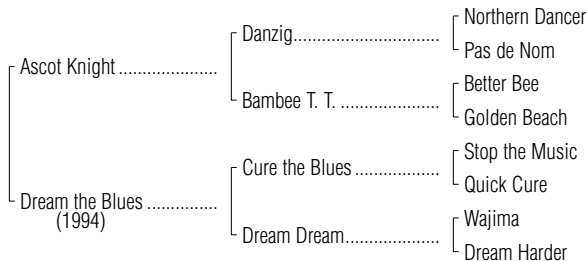 Northern Dancer
Danzig..............................
Pas de Nom
Ascot Knight ....................
Better Bee
Bambee T. T. ....................
Golden Beach
Stop the Music
Cure the Blues .................
Quick Cure
Dream the Blues ..............
(1994)
Wajima
Dream Dream...................
Dream Harder